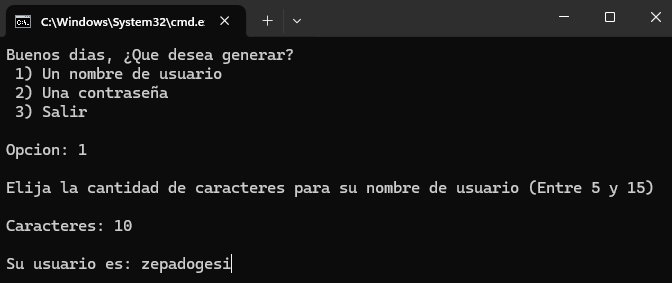 C:\Windows\System32\cmd.e
Buenos dias, ¿Que desea generar?
1) Un nombre de usuario
2) Una contraseña
3) Salir
Opcion: 1
Elija la cantidad de caracteres para su nombre de usuario (Entre 5 y 15)
Caracteres: 10
Su usuario es: zepadogesi